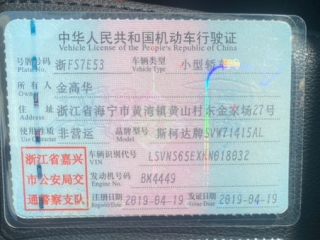 中华人民共和国机动车行驶证
Vehicle License of the People's Republic of China
号牌号码 浙FS7E53 车辆类型 小型轿车
Plate No. Vehicle Type
所有人 金高华
Owner
住址 浙江省海宁市黄湾镇黄山村东金家场27号
Address
使用性质 非营运 品牌型号 斯柯达牌SVW71415AL
Use Character Model
浙江省嘉兴
市公安局交
通警察支队
车辆识别代号
VIN
发动机号码 BM4449
Engine No.
注册日期 2019-04-19 发证日期 2019-04-19
Register Date Issue Date